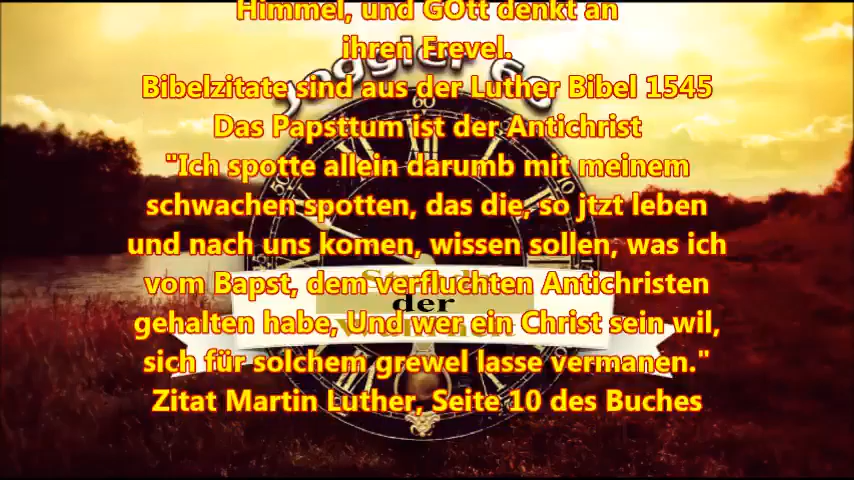 Himmel, und GOtt denkt an
ihren Frevel.
Bibelzitate sind aus der Luther Bibel 1545
60
Das Papsttum ist der Antichrist
"Ich spotte allein darumb mit meinem
schwachen spotten, das die, so jtzt leben
und nach uns komen, wissen sollen, was ich
vom Bapst, dem verfluchten Antichristen
der
gehalten habe, Und wer ein Christ sein wil,
sich für solchem grewel lasse vermanen."
Zitat Martin Luther, Seite 10 des Buches